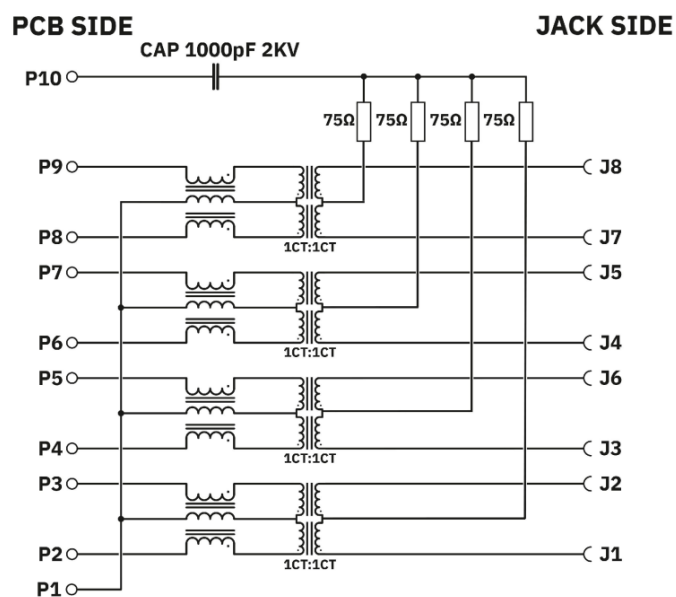 PCB SIDE
JACK SIDE
CAP 1000pF 2KV
P10
75Ω 75Ω 75Ω 75Ω
P9 J8
P8 J7
1CT:1CT
P7 J5
P6 J4
1CT:1CT
P5 J6
P4 J3
1CT:1CT
P3 J2
P2 J1
1CT:1CT
P1